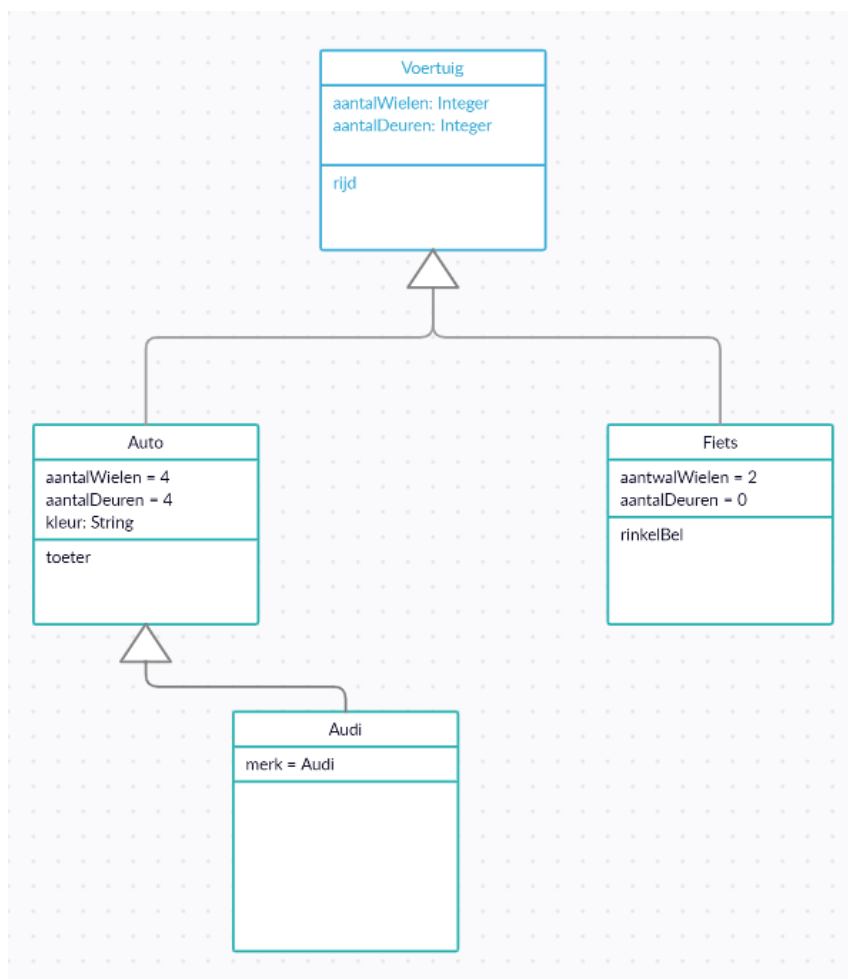 Voertuig
aantalWielen: Integer
aantalDeuren: Integer
rijd
Auto
aantalWielen = 4
aantalDeuren = 4
kleur: String
toeter
Fiets
aantwalWielen = 2
aantalDeuren = 0
rinkelBel
Audi
merk = Audi